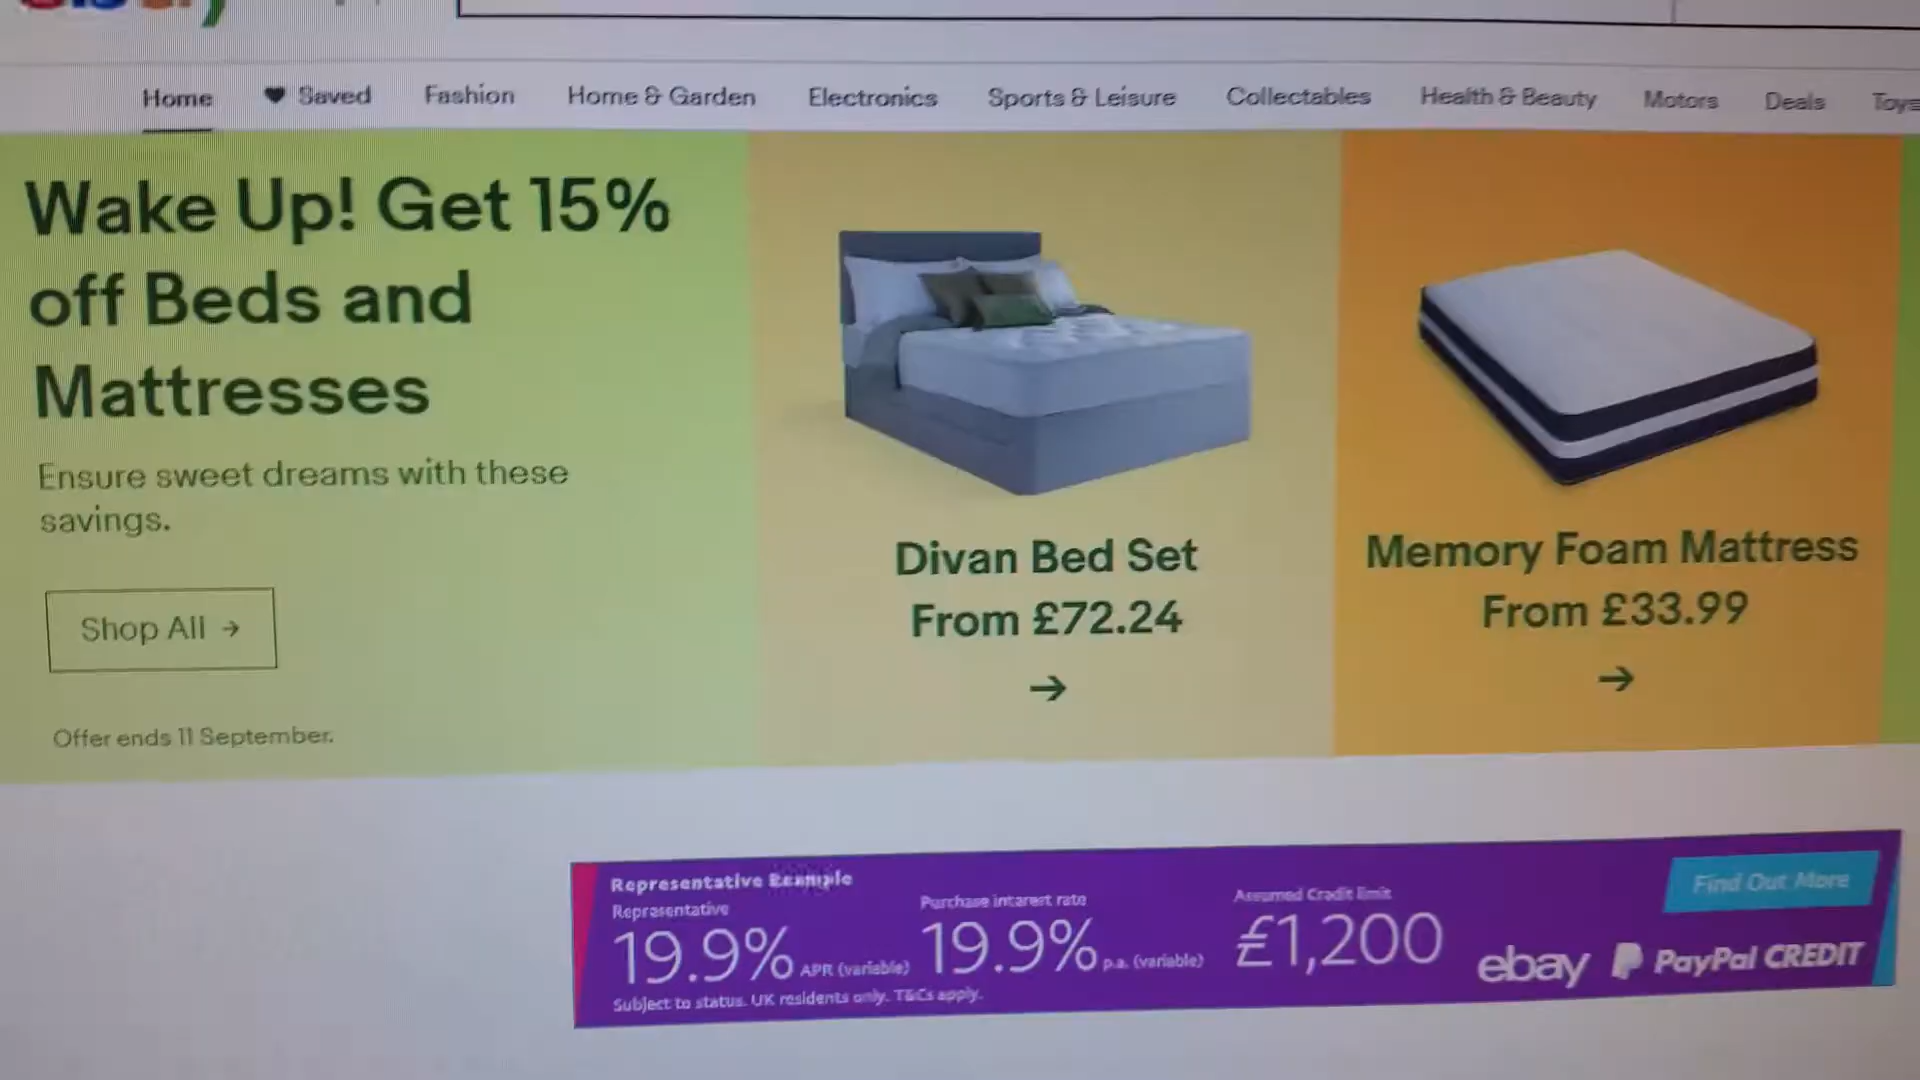 Home
Saved
Fashion
Home & Garden
Electronics
Sports & Leisure
Collectables
Health & Beauty
Motors
Deals
Toys
Wake Up! Get 15%
off Beds and
Mattresses
Ensure sweet dreams with these
savings.
Shop All →
Offer ends 11 September.
Divan Bed Set
From £72.24
→
Memory Foam Mattress
From £33.99
→
Representative Example
Representative
19.9% APR (variable)
Purchase interest rate
19.9% p.a. (variable)
Assumed Credit limit
£1,200
Subject to status. UK residents only. T&Cs apply.
Find Out More
ebay PayPal CREDIT